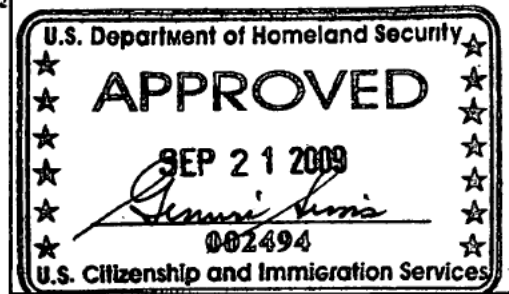 U.S. Department of Homeland Security
APPROVED
SEP 21 2009
002494
U.S. Citizenship and Immigration Services